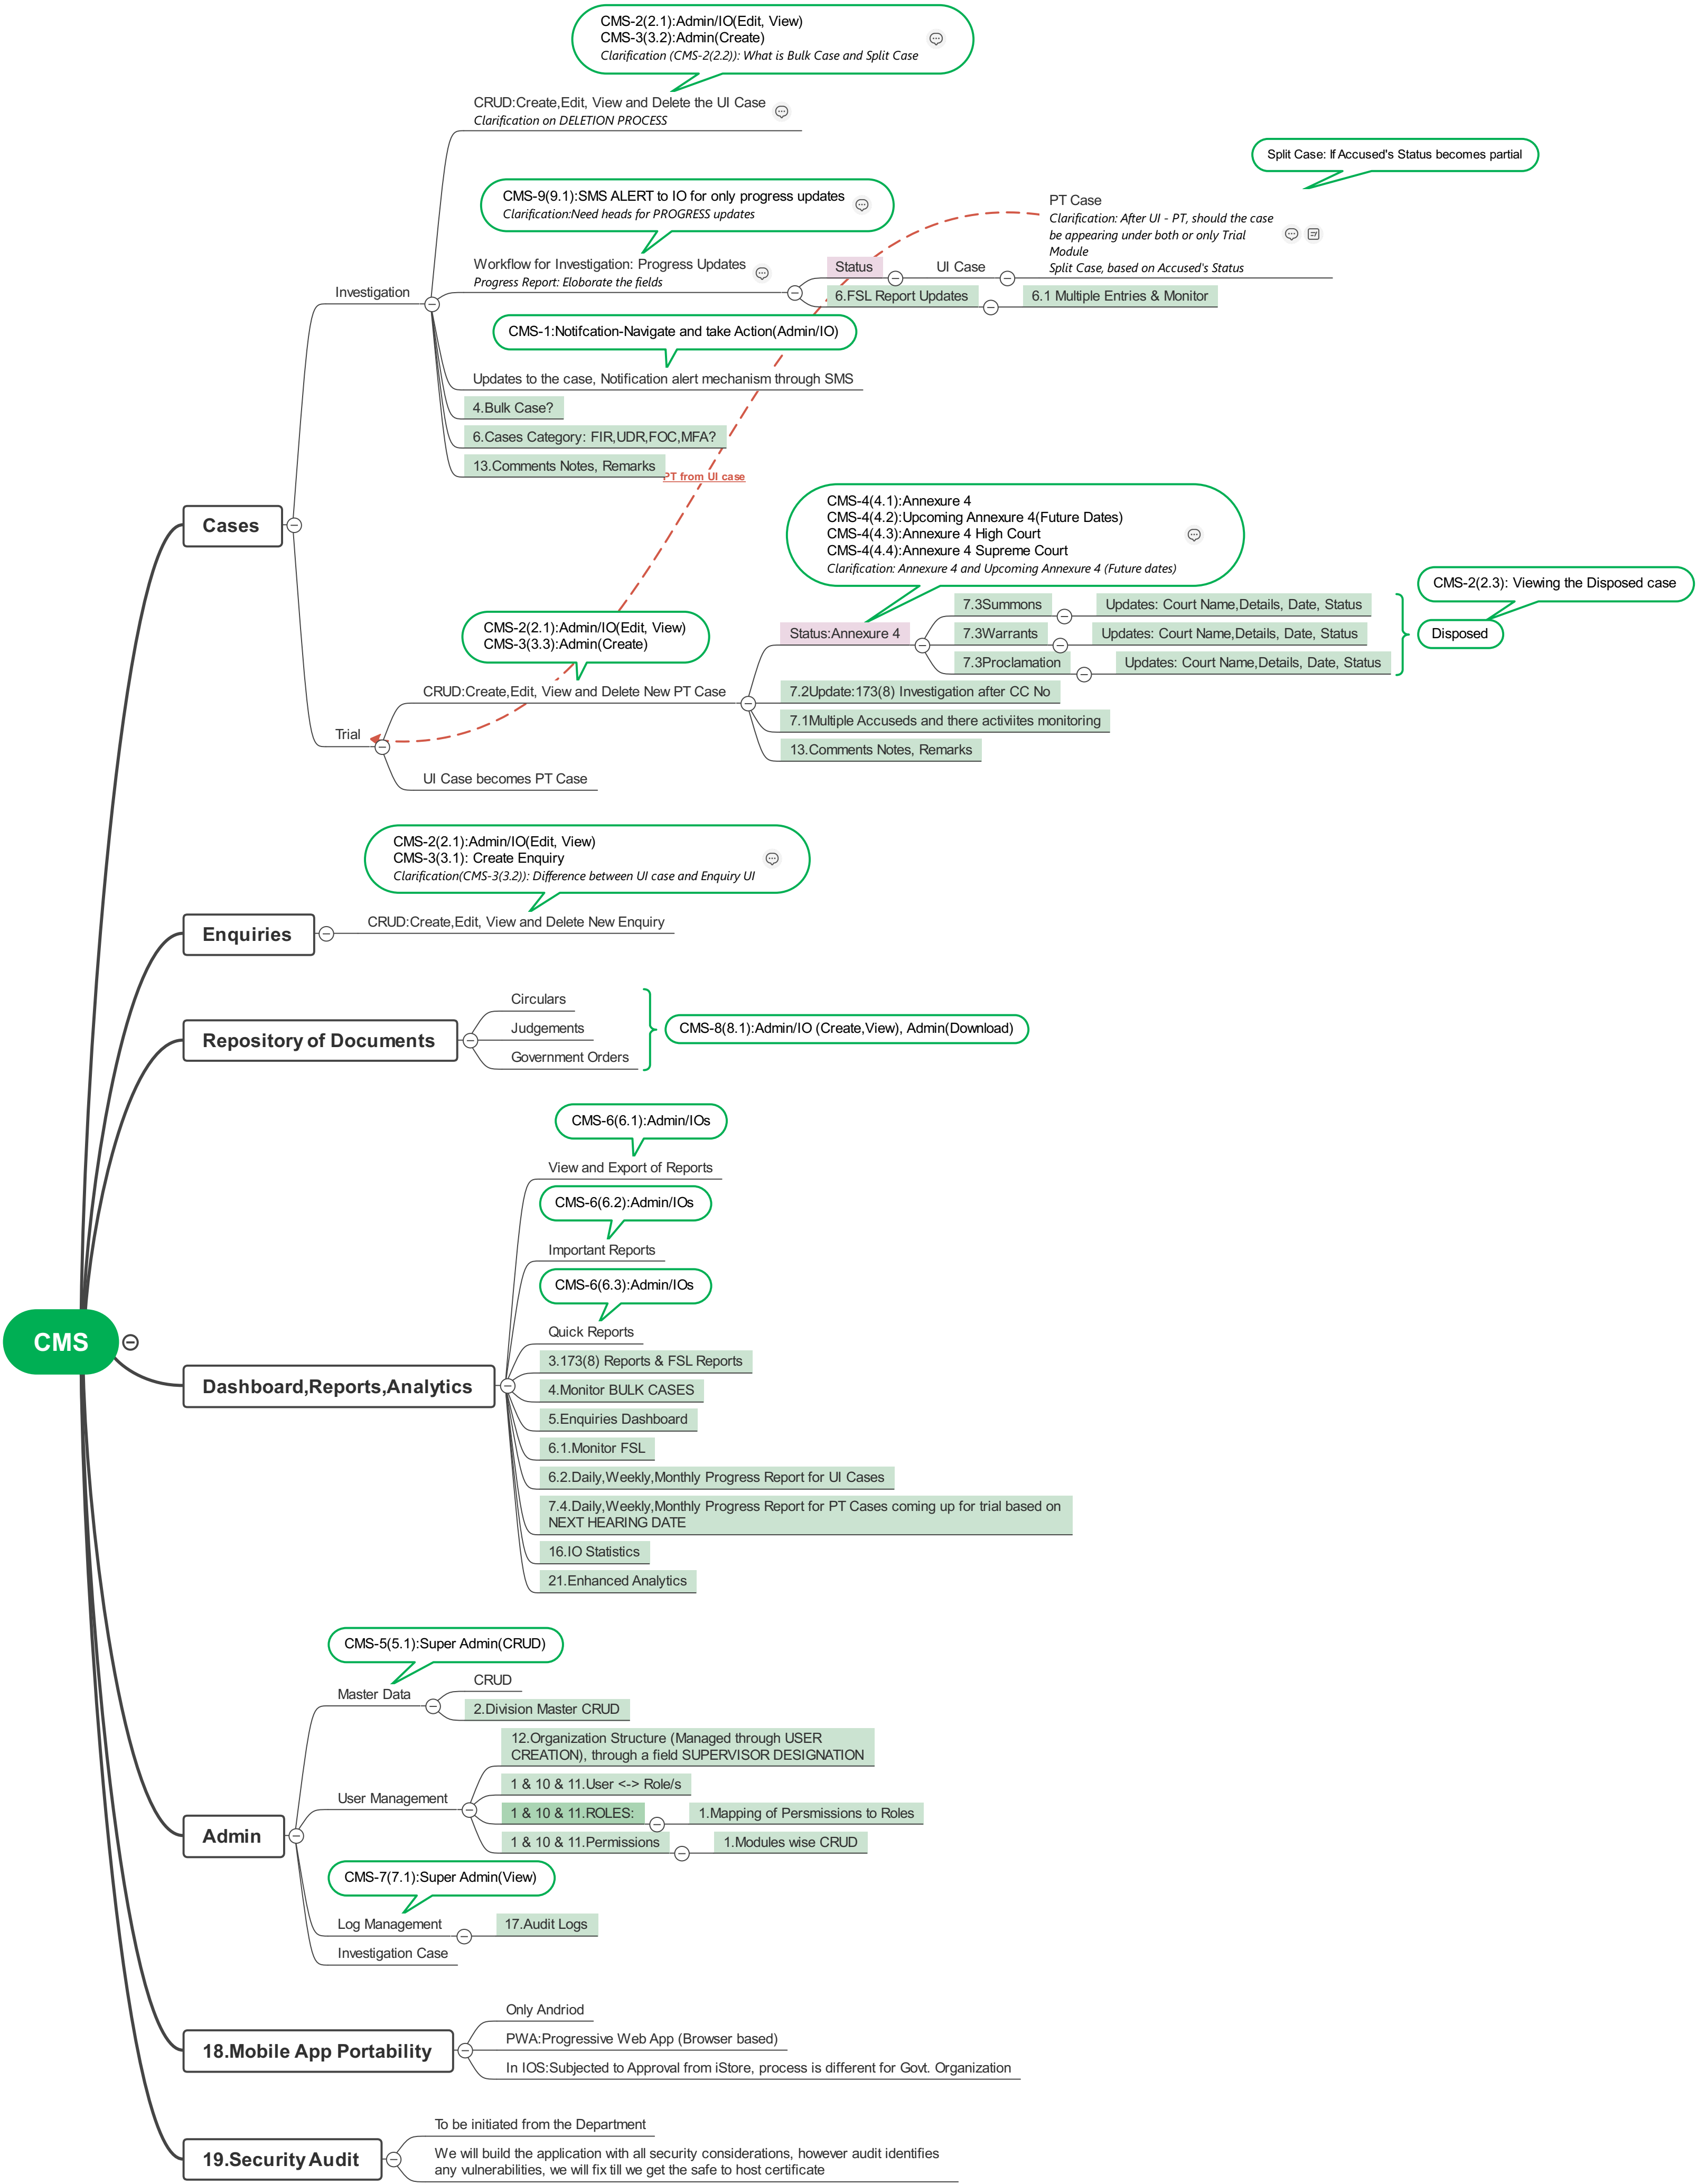 CMS-2(2.1):Admin/IO(Edit, View)
CMS-3(3.2):Admin(Create)
Clarification (CMS-2(2.2)): What is Bulk Case and Split Case
CRUD:Create,Edit, View and Delete the UI Case
Clarification on DELETION PROCESS
Split Case: If Accused's Status becomes partial
CMS-9(9.1):SMS ALERT to IO for only progress updates
Clarification:Need heads for PROGRESS updates
PT Case
Clarification: After UI - PT, should the case
be appearing under both or only Trial
Module
Split Case, based on Accused's Status
Workflow for Investigation: Progress Updates
Progress Report: Eloborate the fields
Status
UI Case
Investigation
6.FSL Report Updates
6.1 Multiple Entries & Monitor
CMS-1:Notifcation-Navigate and take Action(Admin/IO)
Updates to the case, Notification alert mechanism through SMS
4.Bulk Case?
6.Cases Category: FIR,UDR,FOC,MFA?
13.Comments Notes, Remarks
PT from UI case
Cases
CMS-4(4.1):Annexure 4
CMS-4(4.2):Upcoming Annexure 4(Future Dates)
CMS-4(4.3):Annexure 4 High Court
CMS-4(4.4):Annexure 4 Supreme Court
Clarification: Annexure 4 and Upcoming Annexure 4 (Future dates)
CMS-2(2.3): Viewing the Disposed case
7.3Summons
Updates: Court Name,Details, Date, Status
CMS-2(2.1):Admin/IO(Edit, View)
CMS-3(3.3):Admin(Create)
Status:Annexure 4
7.3Warrants
Updates: Court Name,Details, Date, Status
Disposed
7.3Proclamation
Updates: Court Name,Details, Date, Status
CRUD:Create,Edit, View and Delete New PT Case
7.2Update:173(8) Investigation after CC No
7.1Multiple Accuseds and there activiites monitoring
Trial
13.Comments Notes, Remarks
UI Case becomes PT Case
CMS-2(2.1):Admin/IO(Edit, View)
CMS-3(3.1): Create Enquiry
Clarification(CMS-3(3.2)): Difference between UI case and Enquiry UI
Enquiries
CRUD:Create,Edit, View and Delete New Enquiry
Circulars
Repository of Documents
Judgements
CMS-8(8.1):Admin/IO (Create,View), Admin(Download)
Government Orders
CMS-6(6.1):Admin/IOs
View and Export of Reports
CMS-6(6.2):Admin/IOs
Important Reports
CMS-6(6.3):Admin/IOs
Quick Reports
CMS
3.173(8) Reports & FSL Reports
Dashboard,Reports,Analytics
4.Monitor BULK CASES
5.Enquiries Dashboard
6.1.Monitor FSL
6.2.Daily,Weekly,Monthly Progress Report for UI Cases
7.4.Daily,Weekly,Monthly Progress Report for PT Cases coming up for trial based on
NEXT HEARING DATE
16.IO Statistics
21.Enhanced Analytics
CMS-5(5.1):Super Admin(CRUD)
Master Data
CRUD
2.Division Master CRUD
12.Organization Structure (Managed through USER
CREATION), through a field SUPERVISOR DESIGNATION
User Management
1 & 10 & 11.User <-> Role/s
1 & 10 & 11.ROLES:
1.Mapping of Persmissions to Roles
Admin
1 & 10 & 11.Permissions
1.Modules wise CRUD
CMS-7(7.1):Super Admin(View)
Log Management
17.Audit Logs
Investigation Case
Only Andriod
18.Mobile App Portability
PWA:Progressive Web App (Browser based)
In IOS:Subjected to Approval from iStore, process is different for Govt. Organization
To be initiated from the Department
19.Security Audit
We will build the application with all security considerations, however audit identifies
any vulnerabilities, we will fix till we get the safe to host certificate